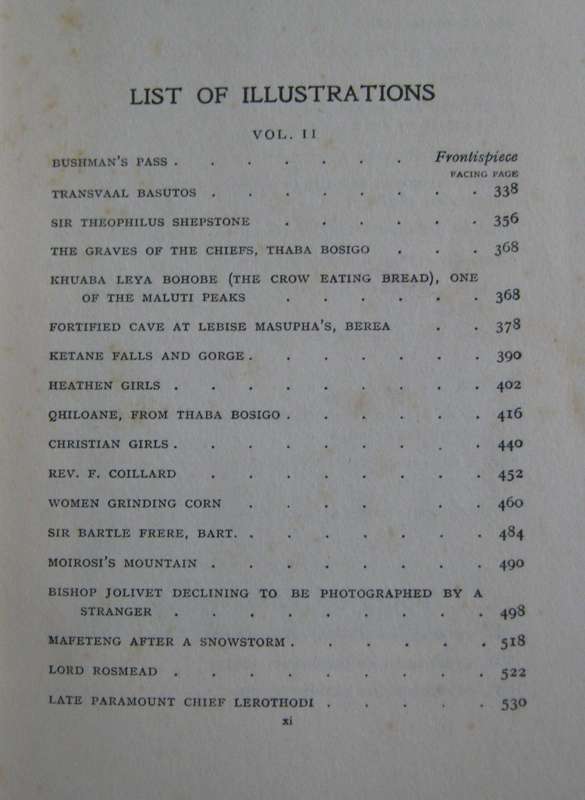 LIST OF ILLUSTRATIONS
VOL. II
BUSHMAN'S PASS . . . . . . . Frontispiece
FACING PAGE
TRANSVAAL BASUTOS . . . . . . . . 338
SIR THEOPHILUS SHEPSTONE . . . . . . 356
THE GRAVES OF THE CHIEFS, THABA BOSIGO . . . 368
KHUABA LEYA BOHOBE (THE CROW EATING BREAD), ONE
OF THE MALUTI PEAKS . . . . . . 368
FORTIFIED CAVE AT LEBISE MASUPHA'S, BEREA . . 378
KETANE FALLS AND GORGE . . . . . . . 390
HEATHEN GIRLS . . . . . . . . . 402
QHILOANE, FROM THABA BOSIGO . . . . . . 416
CHRISTIAN GIRLS . . . . . . . . . 440
REV. F. COILLARD . . . . . . . . 452
WOMEN GRINDING CORN . . . . . . 460
SIR BARTLE FRERE, BART. . . . . . . . 484
MOIROSI'S MOUNTAIN . . . . . . . . 490
BISHOP JOLIVET DECLINING TO BE PHOTOGRAPHED BY A
STRANGER . . . . . . . . . 498
MAFETENG AFTER A SNOWSTORM . . . . . . 518
LORD ROSMEAD . . . . . . . . . 522
LATE PARAMOUNT CHIEF LEROTHODI . . . . . 530
xi